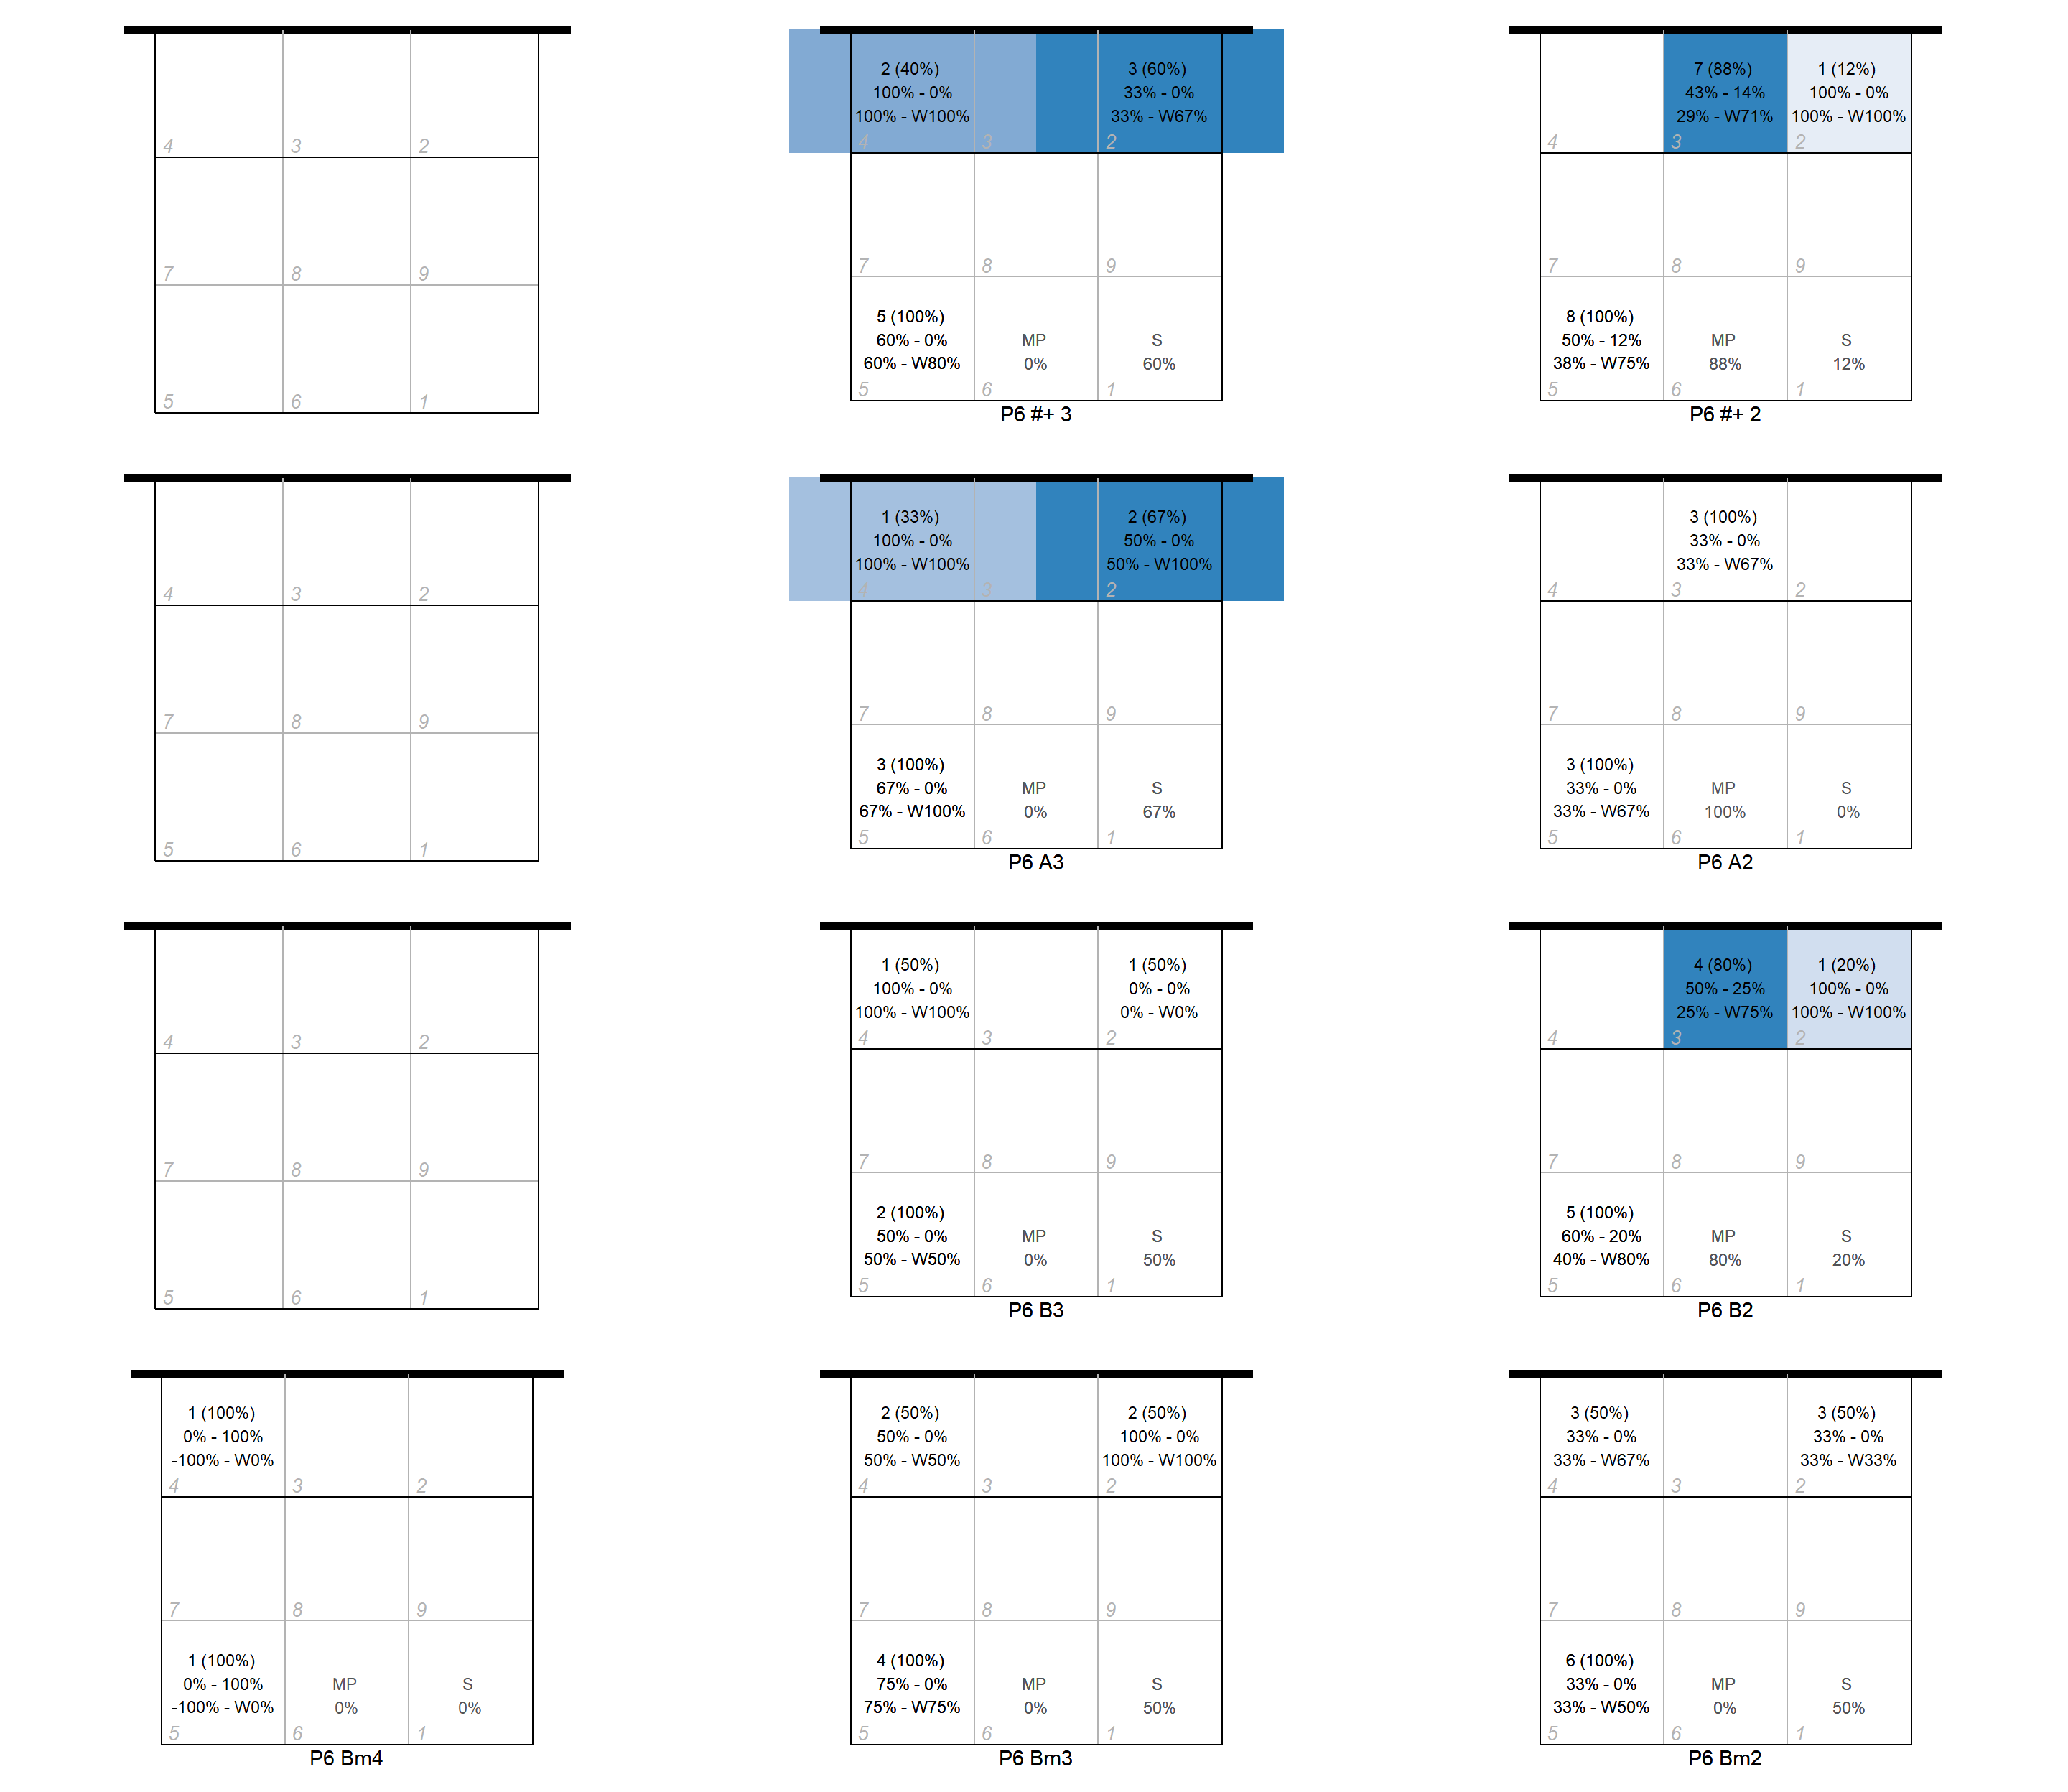 4 3 2
7 8 9
5 6 1
2 (40%) 3 (60%)
100% - 0% 33% - 0%
100% - W100% 33% - W67%
4 3 2
7 8 9
5 (100%)
60% - 0% MP S
60% - W80% 0% 60%
5 6 1
P6 #+ 3
7 (88%) 1 (12%)
43% - 14% 100% - 0%
29% - W71% 100% - W100%
4 3 2
7 8 9
8 (100%)
50% - 12% MP S
38% - W75% 88% 12%
5 6 1
P6 #+ 2
4 3 2
7 8 9
5 6 1
1 (33%) 2 (67%)
100% - 0% 50% - 0%
100% - W100% 50% - W100%
4 3 2
7 8 9
3 (100%)
67% - 0% MP S
67% - W100% 0% 67%
5 6 1
P6 A3
3 (100%)
33% - 0%
33% - W67%
4 3 2
7 8 9
3 (100%)
33% - 0% MP S
33% - W67% 100% 0%
5 6 1
P6 A2
4 3 2
7 8 9
5 6 1
1 (50%) 1 (50%)
100% - 0% 0% - 0%
100% - W100% 0% - W0%
4 3 2
7 8 9
2 (100%)
50% - 0% MP S
50% - W50% 0% 50%
5 6 1
P6 B3
4 (80%) 1 (20%)
50% - 25% 100% - 0%
25% - W75% 100% - W100%
4 3 2
7 8 9
5 (100%)
60% - 20% MP S
40% - W80% 80% 20%
5 6 1
P6 B2
1 (100%)
0% - 100%
-100% - W0%
4 3 2
7 8 9
1 (100%)
0% - 100% MP S
-100% - W0% 0% 0%
5 6 1
P6 Bm4
2 (50%) 2 (50%)
50% - 0% 100% - 0%
50% - W50% 100% - W100%
4 3 2
7 8 9
4 (100%)
75% - 0% MP S
75% - W75% 0% 50%
5 6 1
P6 Bm3
3 (50%) 3 (50%)
33% - 0% 33% - 0%
33% - W67% 33% - W33%
4 3 2
7 8 9
6 (100%)
33% - 0% MP S
33% - W50% 0% 50%
5 6 1
P6 Bm2